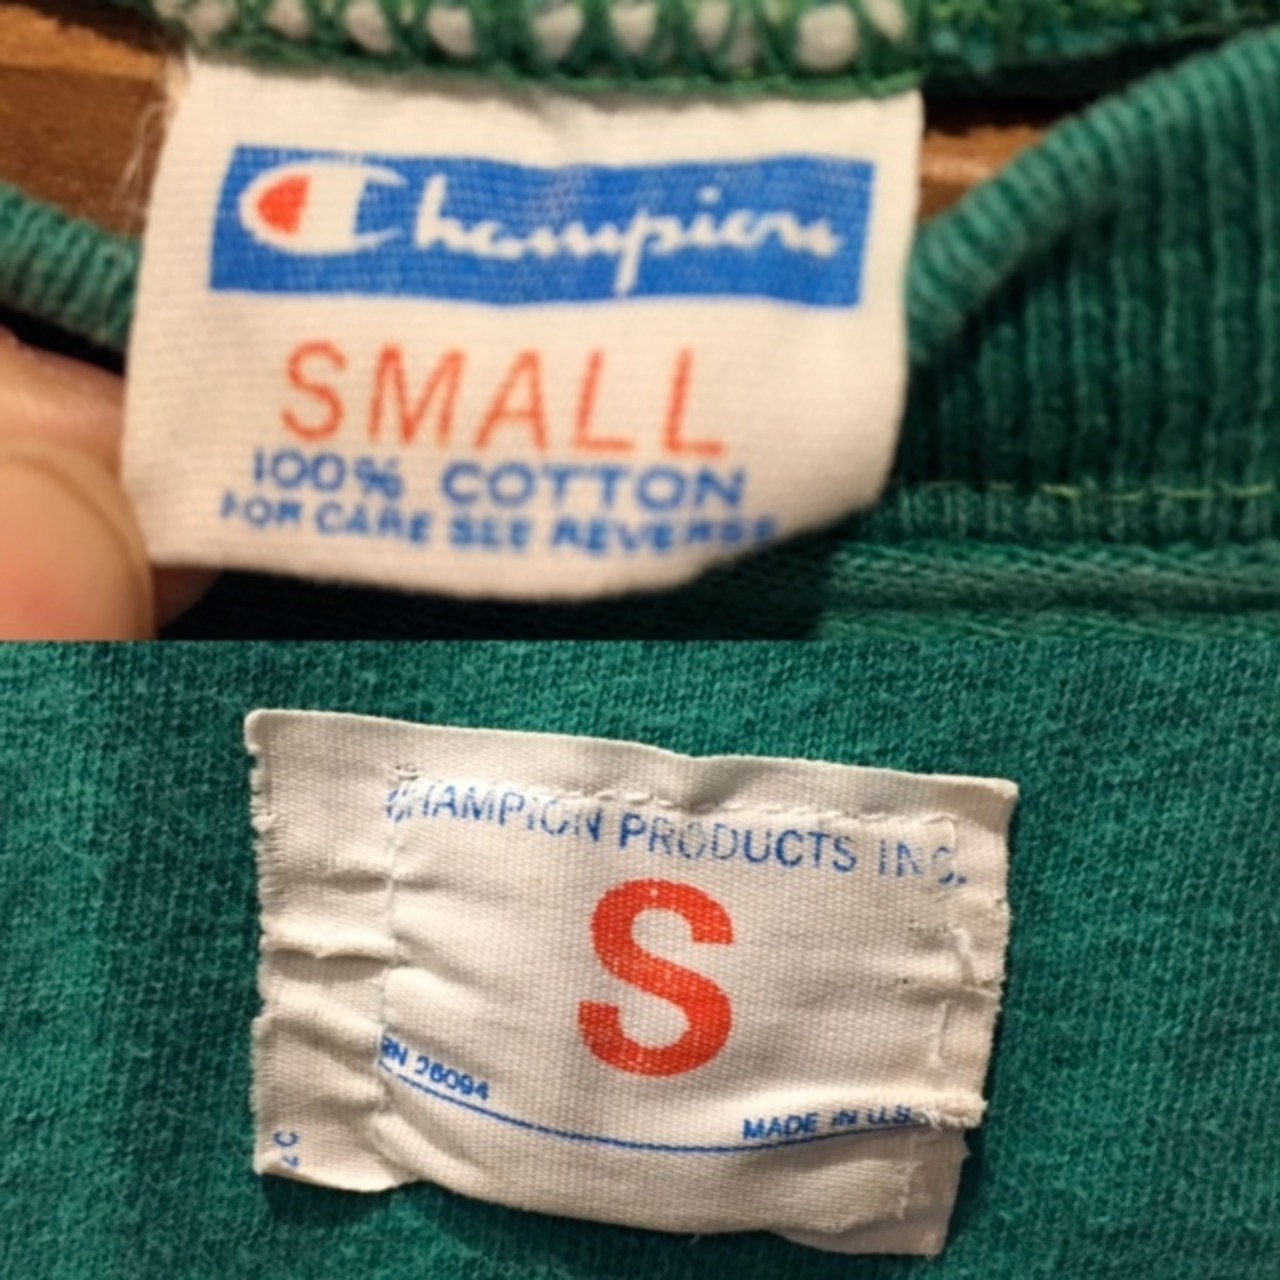 Champion
SMALL
100% COTTON
FOR CARE SEE REVERSE
CHAMPION PRODUCTS INC.
S
RN 26094
MADE IN U.S.